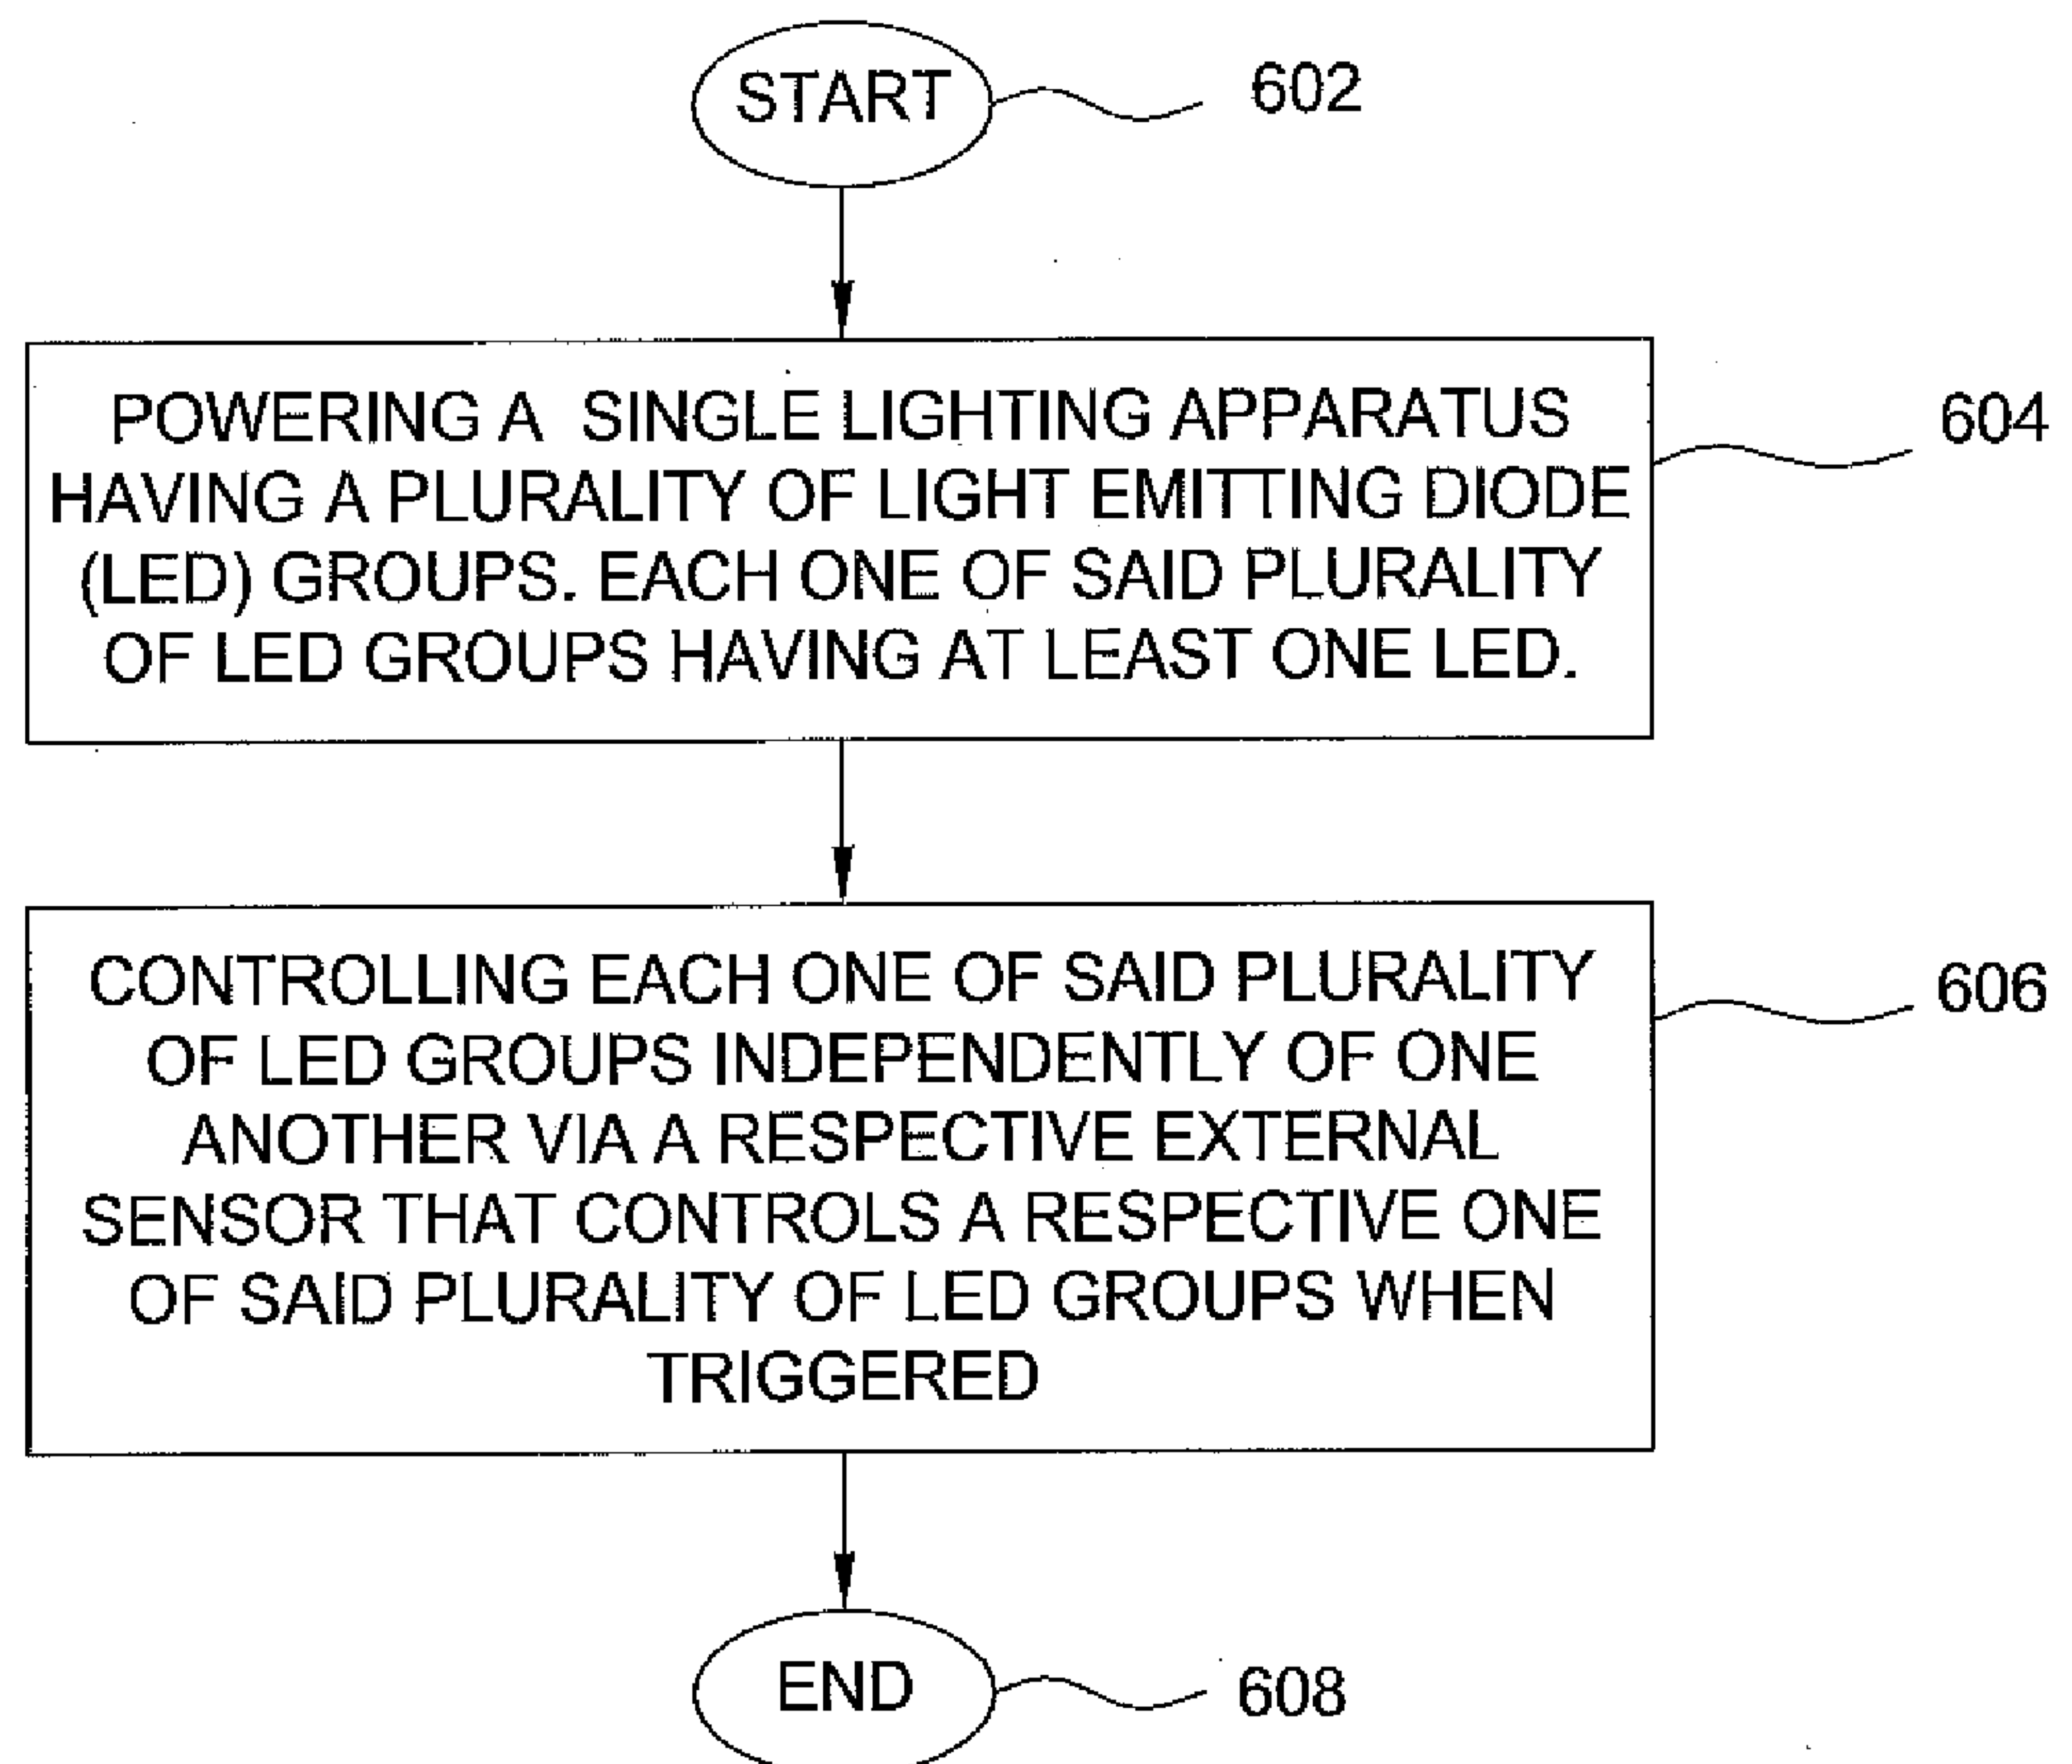 START
602
POWERING A SINGLE LIGHTING APPARATUS
HAVING A PLURALITY OF LIGHT EMITTING DIODE
(LED) GROUPS. EACH ONE OF SAID PLURALITY
OF LED GROUPS HAVING AT LEAST ONE LED.
604
CONTROLLING EACH ONE OF SAID PLURALITY
OF LED GROUPS INDEPENDENTLY OF ONE
ANOTHER VIA A RESPECTIVE EXTERNAL
SENSOR THAT CONTROLS A RESPECTIVE ONE
OF SAID PLURALITY OF LED GROUPS WHEN
TRIGGERED
606
END
608